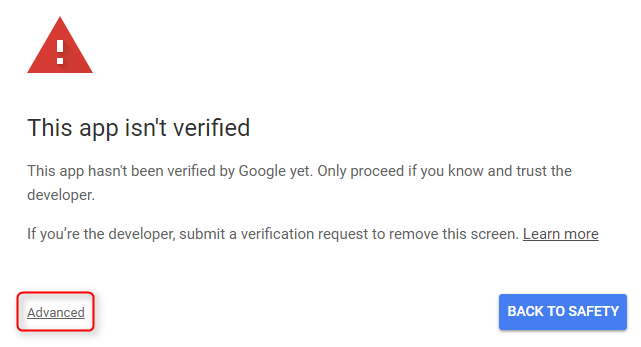 This app isn't verified
This app hasn't been verified by Google yet. Only proceed if you know and trust the
developer.
If you’re the developer, submit a verification request to remove this screen. Learn more
Advanced
BACK TO SAFETY